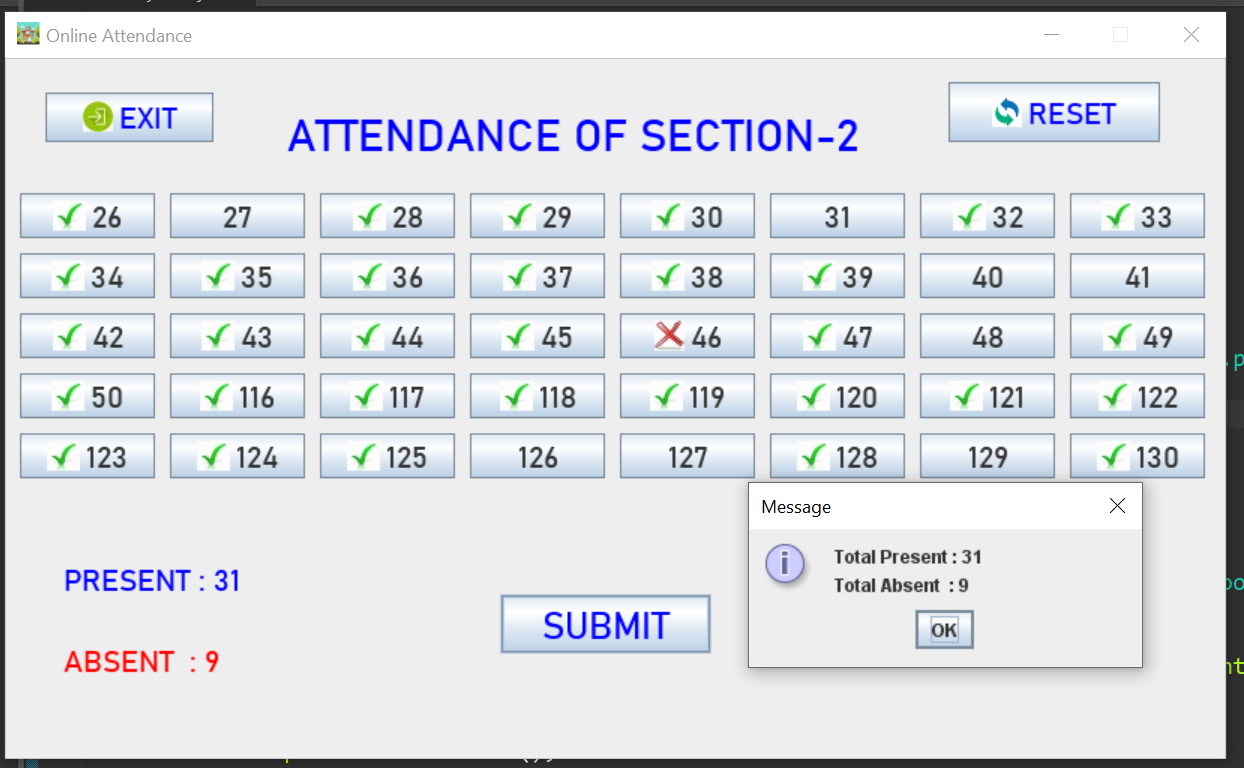 Online Attendance
EXIT
RESET
ATTENDANCE OF SECTION-2
26 27 28 29 30 31 32 33
34 35 36 37 38 39 40 41
42 43 44 45 46 47 48 49
50 116 117 118 119 120 121 122
123 124 125 126 127 128 129 130
Message
Total Present : 31
Total Absent : 9
OK
PRESENT : 31
SUBMIT
ABSENT : 9